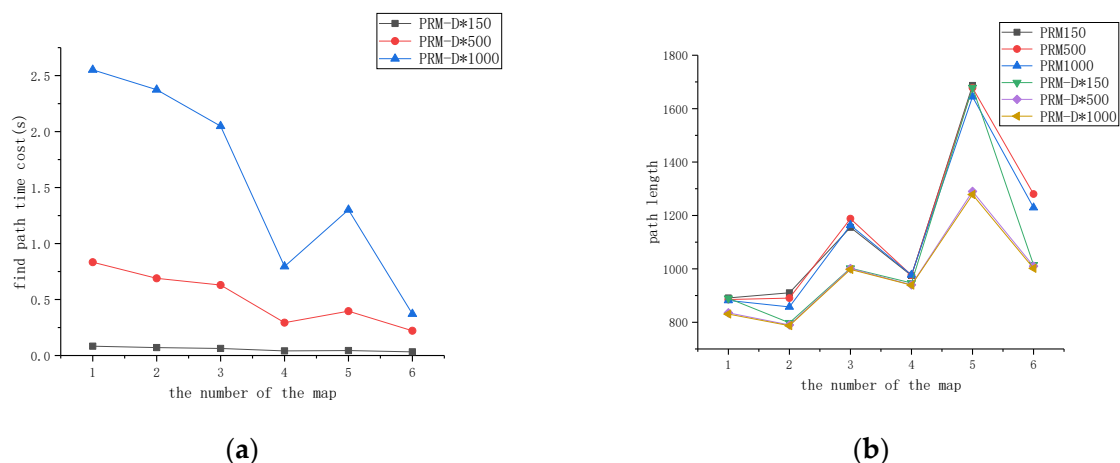 PRM-D*150
PRM-D*500
PRM-D*1000
2.5
2.0
1.5
1.0
0.5
0.0
find path time cost(s)
1 2 3 4 5 6
the number of the map
(a)
PRM150
PRM500
PRM1000
PRM-D*150
PRM-D*500
PRM-D*1000
1800
1600
1400
1200
1000
800
path length
1 2 3 4 5 6
the number of the map
(b)